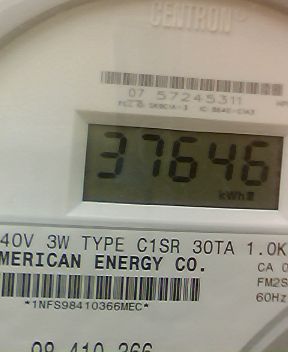 CENTRON®
07 57245311
37646
kWh
40V 3W TYPE C1SR 30TA 1.0K
MERICAN ENERGY CO.
CA 0
FM2S
60Hz
*1NFS98410366MEC*
98 410 366